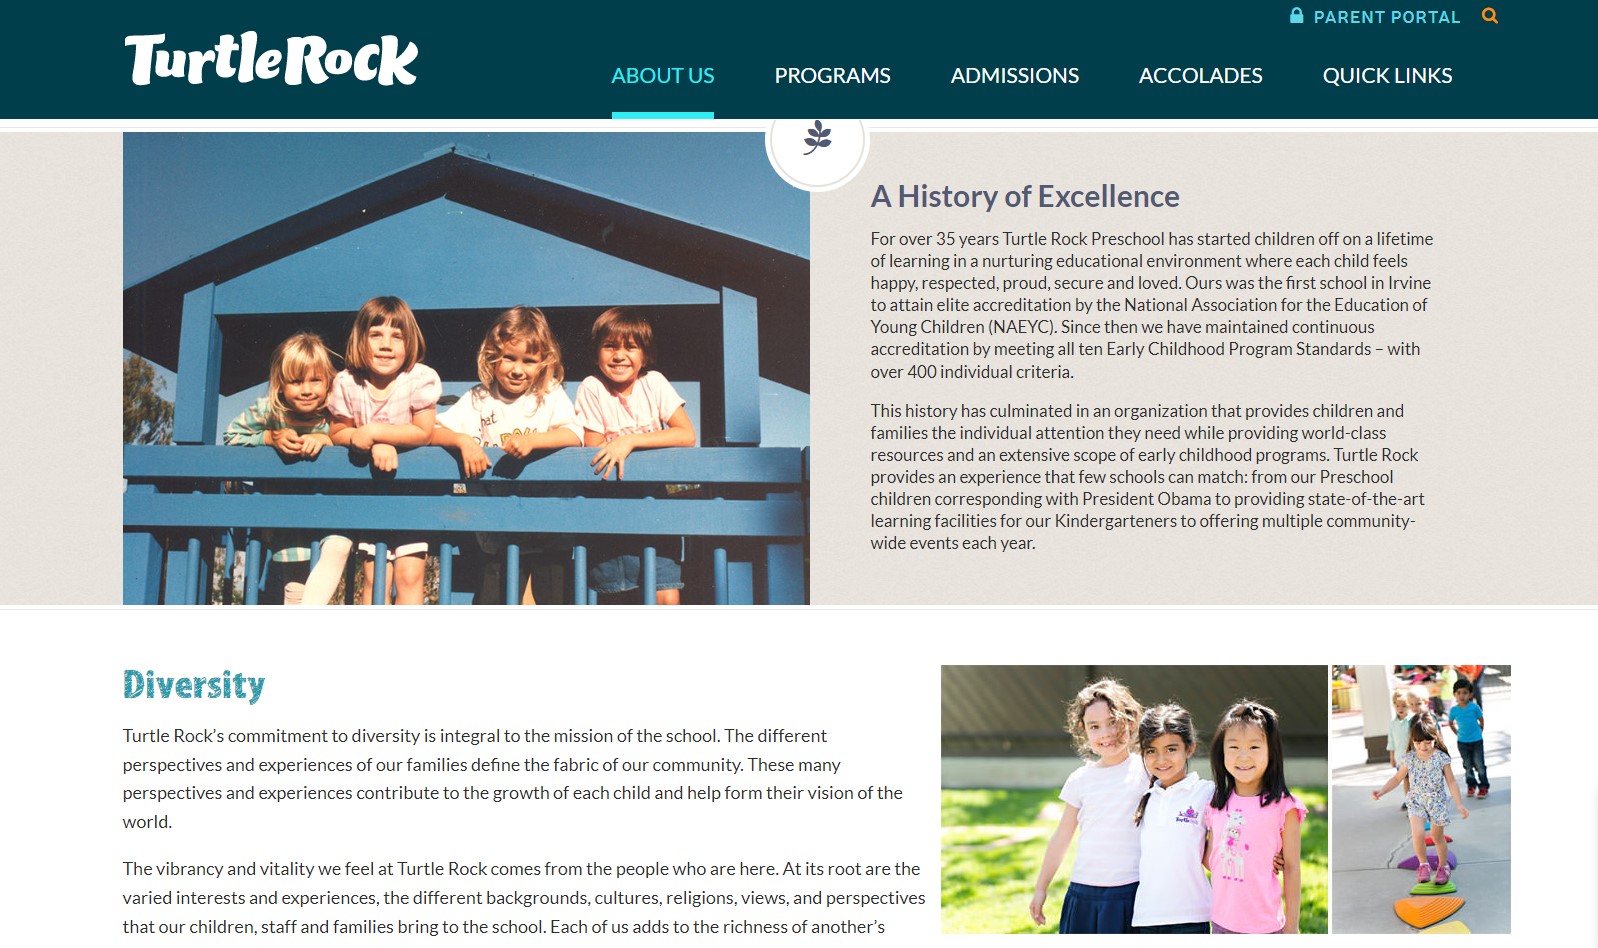 PARENT PORTAL
TurtleRock
ABOUT US
PROGRAMS
ADMISSIONS
ACCOLADES
QUICK LINKS
A History of Excellence
For over 35 years Turtle Rock Preschool has started children off on a lifetime
of learning in a nurturing educational environment where each child feels
happy, respected, proud, secure and loved. Ours was the first school in Irvine
to attain elite accreditation by the National Association for the Education of
Young Children (NAEYC). Since then we have maintained continuous
accreditation by meeting all ten Early Childhood Program Standards – with
over 400 individual criteria.
This history has culminated in an organization that provides children and
families the individual attention they need while providing world-class
resources and an extensive scope of early childhood programs. Turtle Rock
provides an experience that few schools can match: from our Preschool
children corresponding with President Obama to providing state-of-the-art
learning facilities for our Kindergarteners to offering multiple community-
wide events each year.
Diversity
Turtle Rock’s commitment to diversity is integral to the mission of the school. The different
perspectives and experiences of our families define the fabric of our community. These many
perspectives and experiences contribute to the growth of each child and help form their vision of the
world.
The vibrancy and vitality we feel at Turtle Rock comes from the people who are here. At its root are the
varied interests and experiences, the different backgrounds, cultures, religions, views, and perspectives
that our children, staff and families bring to the school. Each of us adds to the richness of another’s